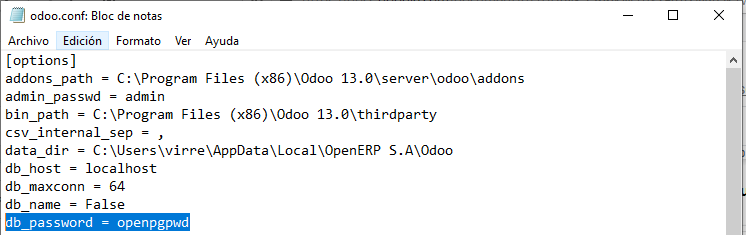 odoo.conf: Bloc de notas
Archivo Edición Formato Ver Ayuda
[options]
addons_path = C:\Program Files (x86)\Odoo 13.0\server\odoo\addons
admin_passwd = admin
bin_path = C:\Program Files (x86)\Odoo 13.0\thirdparty
csv_internal_sep = ,
data_dir = C:\Users\virre\AppData\Local\OpenERP S.A\Odoo
db_host = localhost
db_maxconn = 64
db_name = False
db_password = openpgpwd